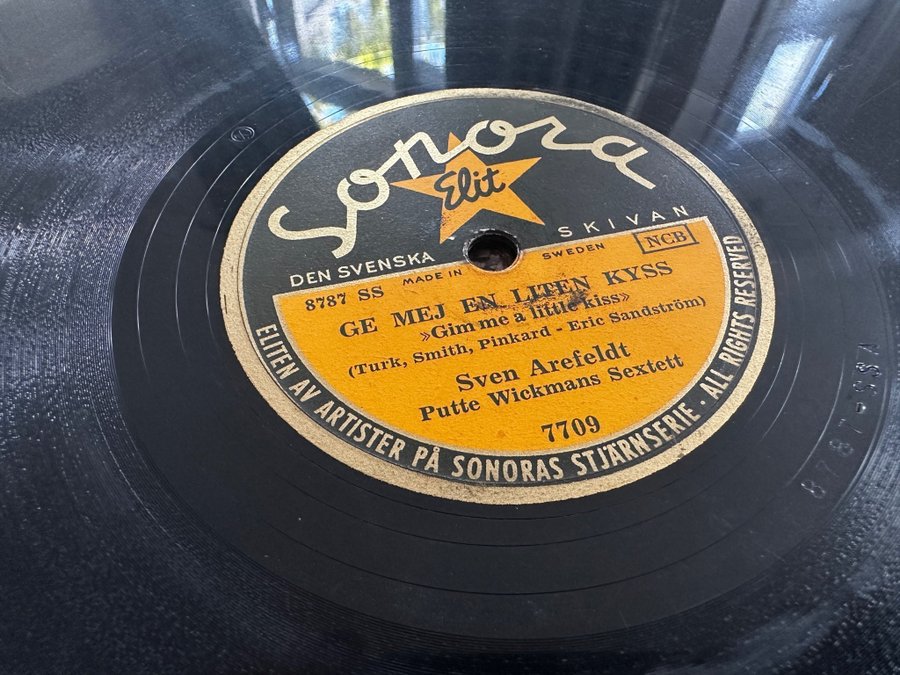 Sonora
Elit
DEN SVENSKA SKIVAN
MADE IN SWEDEN
NCB
8787 SS
GE MEJ EN LITEN KYSS
»Gim me a little kiss»
(Turk, Smith, Pinkard - Eric Sandström)
Sven Arefeldt
Putte Wickmans Sextett
7709
ELITEN AV ARTISTER PÅ SONORAS STJÄRNSERIE · ALL RIGHTS RESERVED